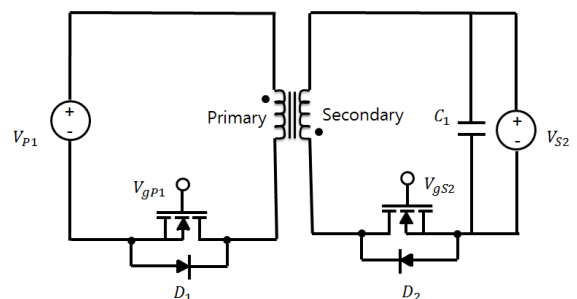 +
-
V_{P1}
Primary
Secondary
C_1
+
-
V_{S2}
V_{gP1}
V_{gS2}
D_1
D_2